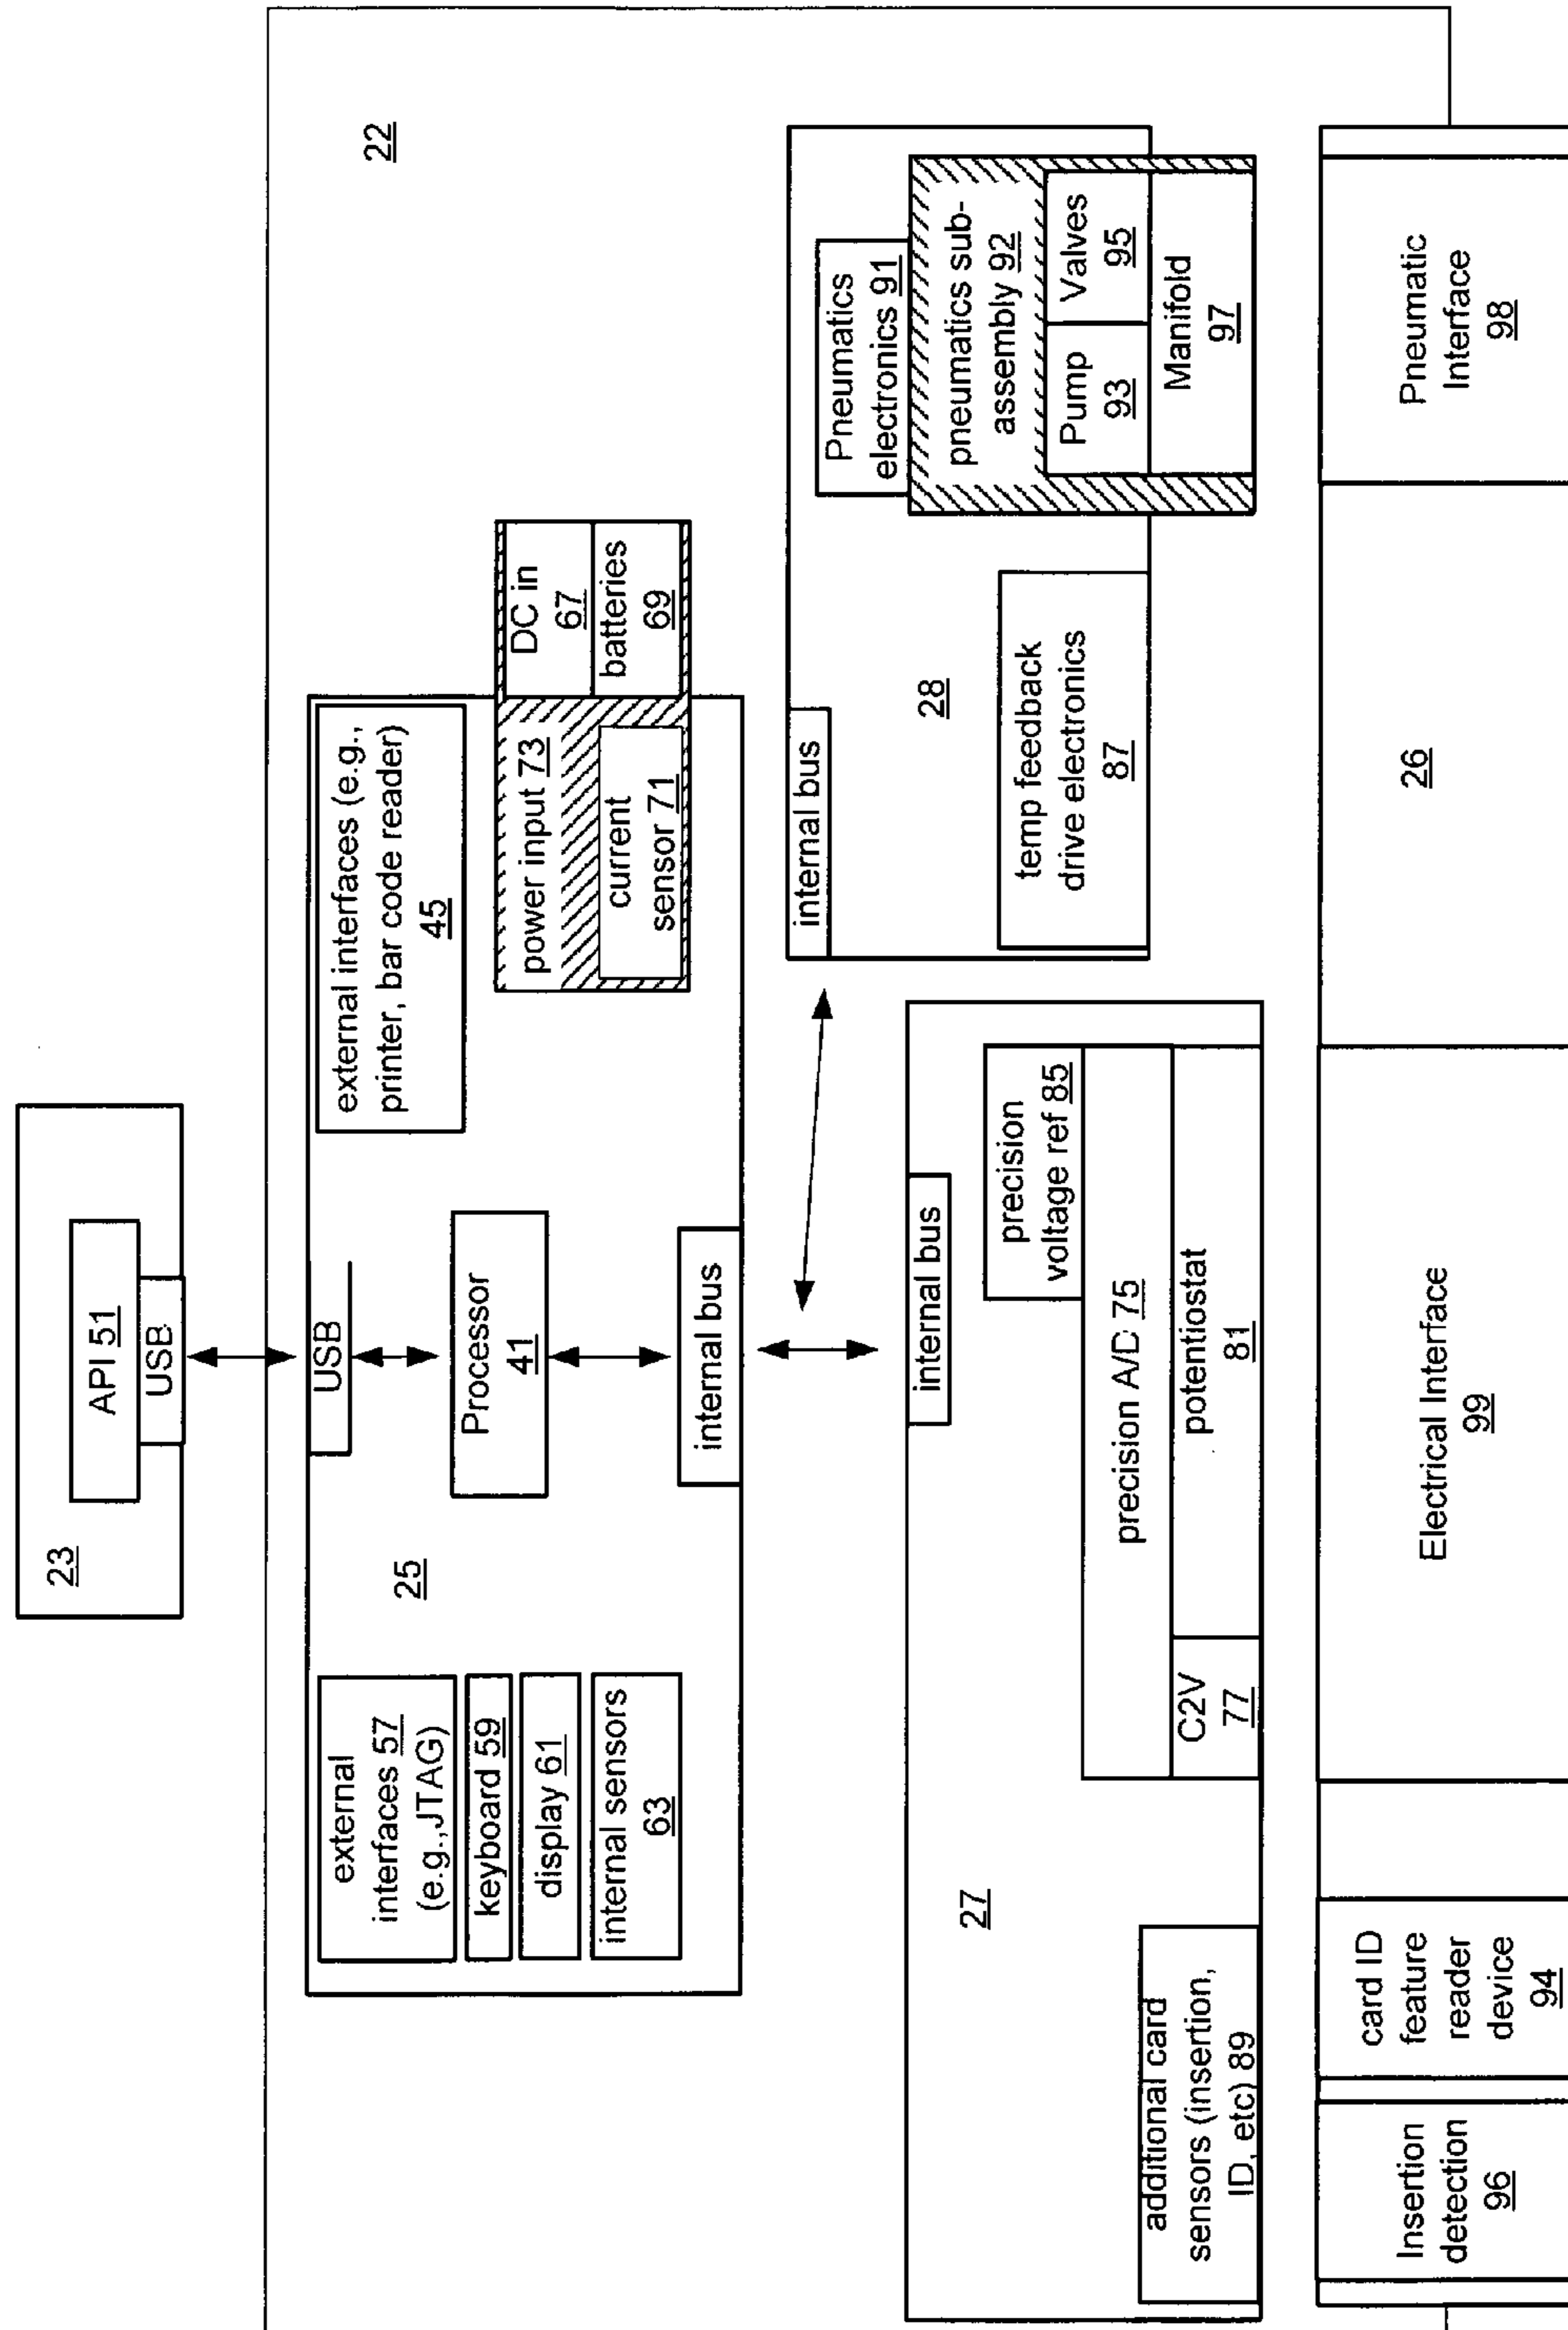 23
API 51
USB
22
external
interfaces 57
(e.g.,JTAG)
keyboard 59
display 61
internal sensors
63
25
USB
Processor
41
internal bus
external interfaces (e.g.,
printer, bar code reader)
45
power input 73
current
sensor 71
DC in
67
batteries
69
27
additional card
sensors (insertion,
ID, etc) 89
internal bus
precision
voltage ref 85
precision A/D 75
C2V
77
potentiostat
81
internal bus
28
temp feedback
drive electronics
87
Pneumatics
electronics 91
pneumatics sub-
assembly 92
Pump
93
Valves
95
Manifold
97
Insertion
detection
96
card ID
feature
reader
device
94
Electrical Interface
99
26
Pneumatic
Interface
98